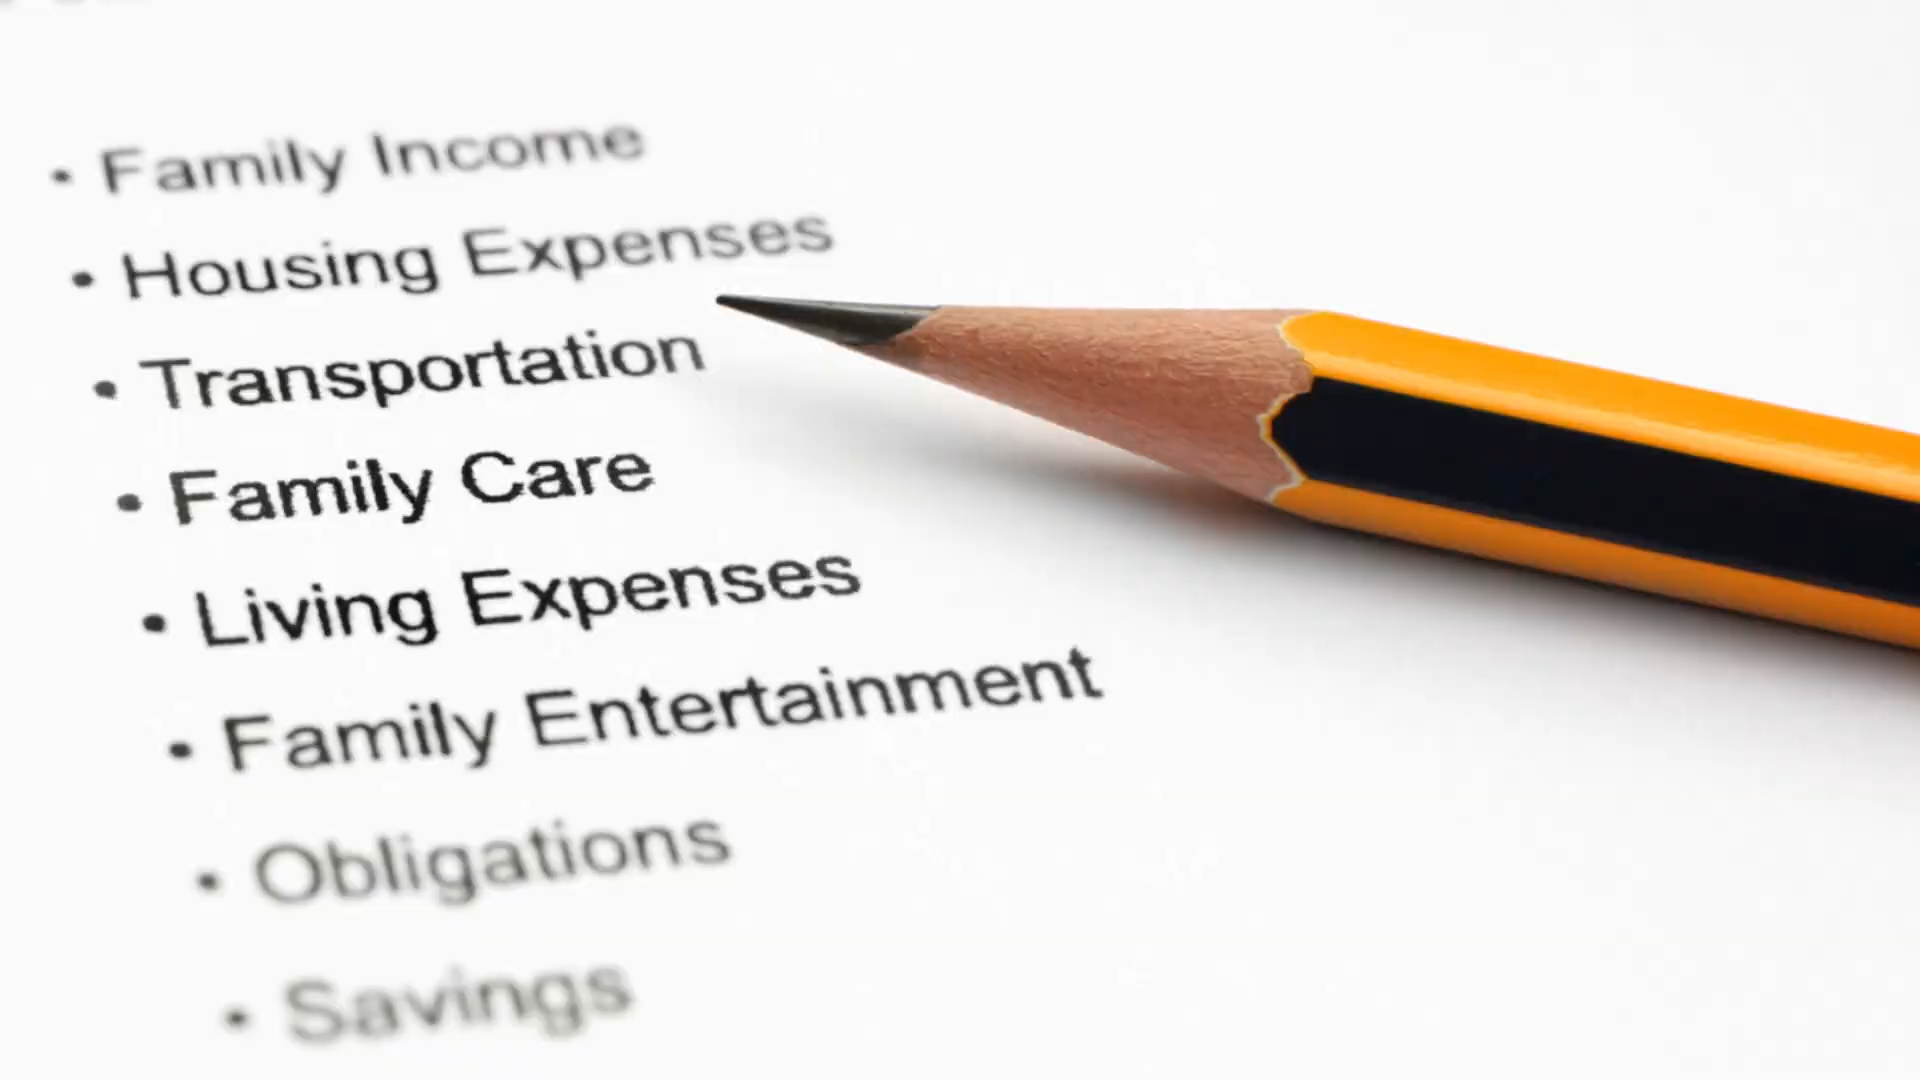 • Family Income
• Housing Expenses
• Transportation
• Family Care
• Living Expenses
• Family Entertainment
• Obligations
• Savings